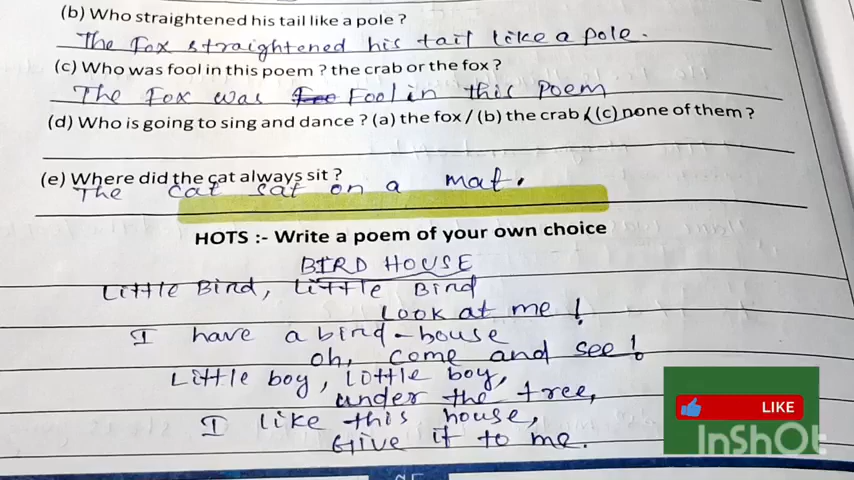 (b) Who straightened his tail like a pole ?
The Fox straightened his tail like a pole.
(c) Who was fool in this poem ? the crab or the fox ?
The Fox was Fool in this poem
(d) Who is going to sing and dance ? (a) the fox / (b) the crab / (c) none of them ?
(e) Where did the cat always sit ?
The cat sat on a mat.
HOTS :- Write a poem of your own choice
BIRD HOUSE
Little Bird, Little Bird
Look at me !
I have a bird-house
Oh, come and see !
Little boy, little boy,
under the tree,
I like this house,
Give it to me.
LIKE
InShOt